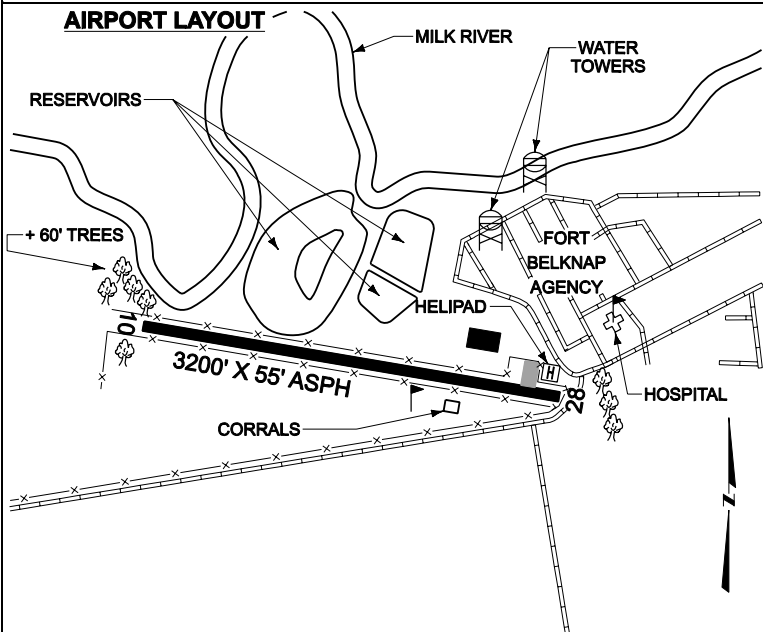 AIRPORT LAYOUT
MILK RIVER
WATER
TOWERS
RESERVOIRS
+ 60' TREES
FORT
BELKNAP
AGENCY
HELIPAD
10
H
3200' X 55' ASPH
28
HOSPITAL
CORRALS
N